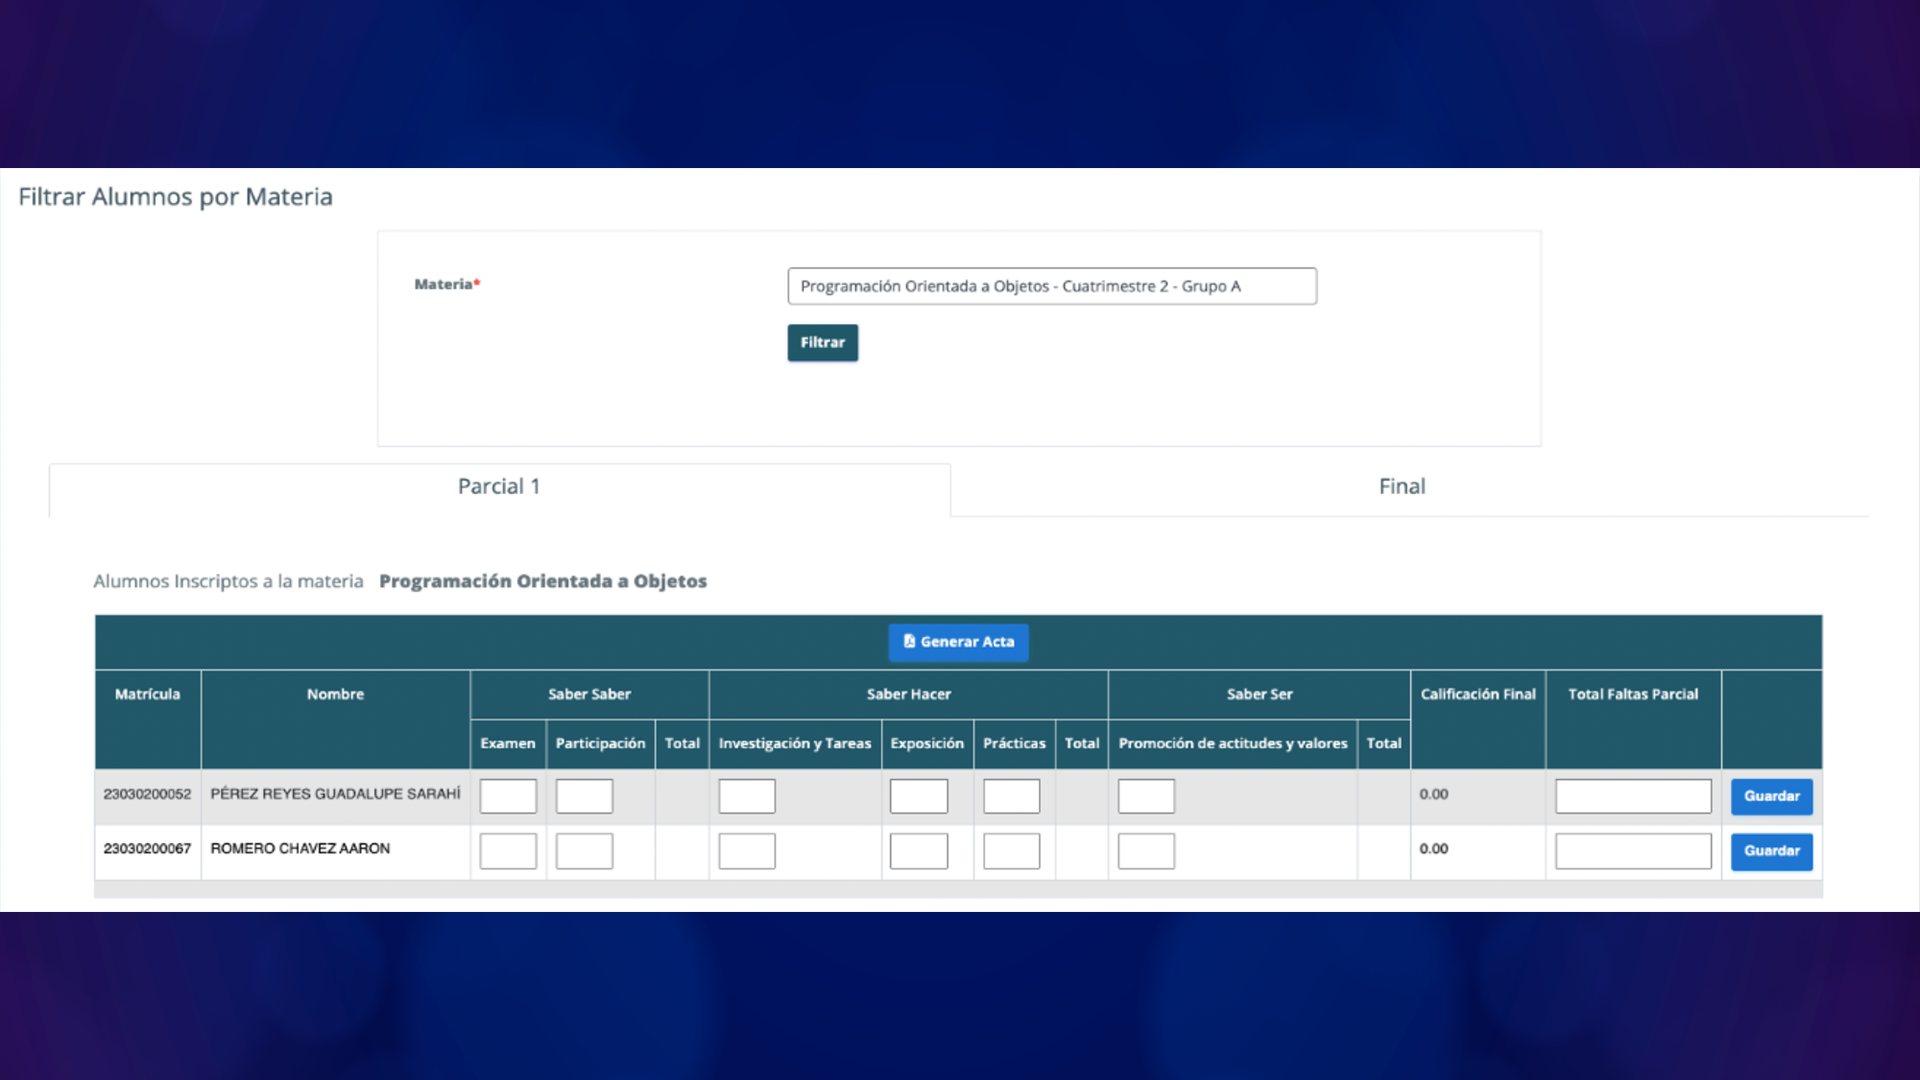 Filtrar Alumnos por Materia
Materia*
Programación Orientada a Objetos - Cuatrimestre 2 - Grupo A
Filtrar
Parcial 1 Final
Alumnos Inscriptos a la materia Programación Orientada a Objetos
Generar Acta
Matrícula Nombre Saber Saber Saber Hacer Saber Ser Calificación Final Total Faltas Parcial
Examen Participación Total Investigación y Tareas Exposición Prácticas Total Promoción de actitudes y valores Total
23030200052 PÉREZ REYES GUADALUPE SARAHÍ 0.00 Guardar
23030200067 ROMERO CHAVEZ AARON 0.00 Guardar